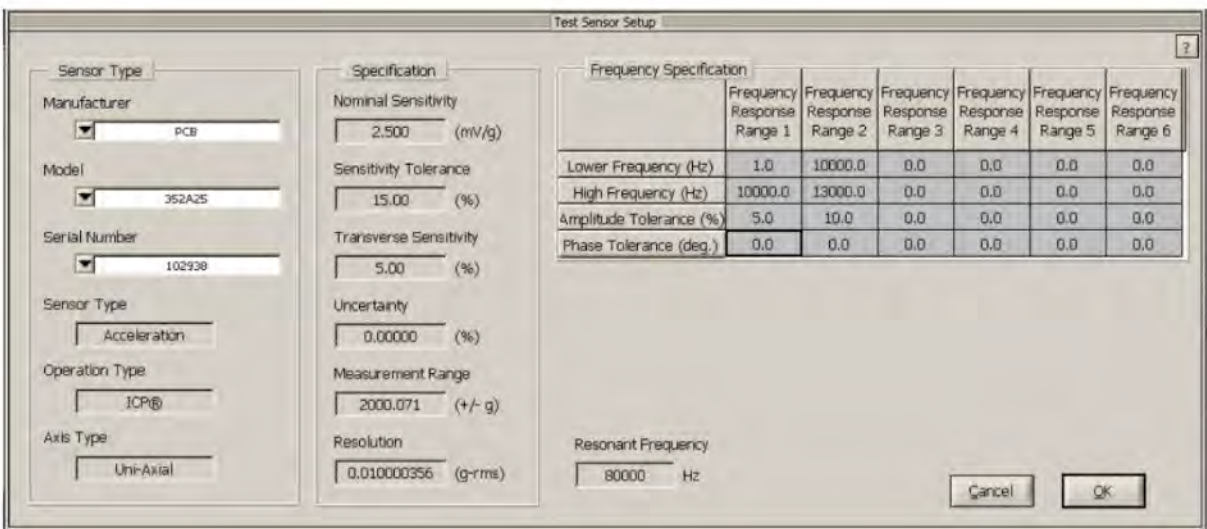 Test Sensor Setup
?
Sensor Type
Manufacturer
PCB
Model
352A25
Serial Number
102938
Sensor Type
Acceleration
Operation Type
ICP®
Axis Type
Uni-Axial
Specification
Nominal Sensitivity
2.500 (mV/g)
Sensitivity Tolerance
15.00 (%)
Transverse Sensitivity
5.00 (%)
Uncertainty
0.00000 (%)
Measurement Range
2000.071 (+/- g)
Resolution
0.010000356 (g-rms)
Frequency Specification
Frequency Frequency Frequency Frequency Frequency Frequency
Response Response Response Response Response Response
Range 1 Range 2 Range 3 Range 4 Range 5 Range 6
Lower Frequency (Hz) 1.0 10000.0 0.0 0.0 0.0 0.0
High Frequency (Hz) 10000.0 13000.0 0.0 0.0 0.0 0.0
Amplitude Tolerance (%) 5.0 10.0 0.0 0.0 0.0 0.0
Phase Tolerance (deg.) 0.0 0.0 0.0 0.0 0.0 0.0
Resonant Frequency
80000 Hz
Cancel OK